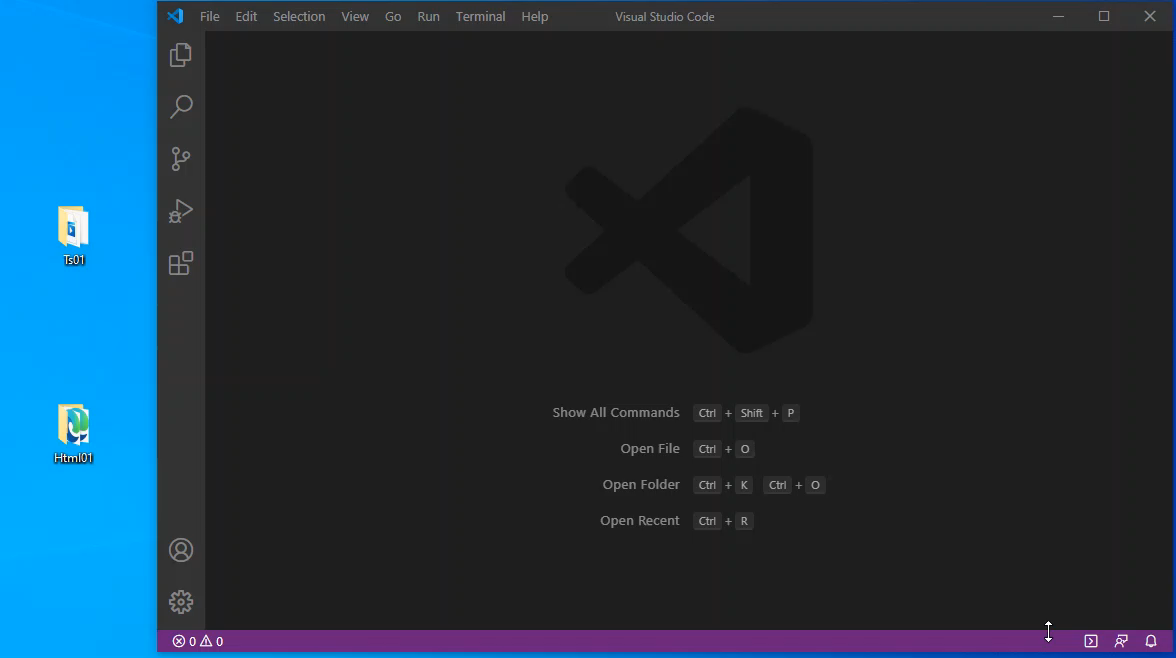 File Edit Selection View Go Run Terminal Help Visual Studio Code
Ts01
Html01
Show All Commands Ctrl + Shift + P
Open File Ctrl + O
Open Folder Ctrl + K Ctrl + O
Open Recent Ctrl + R
0 0